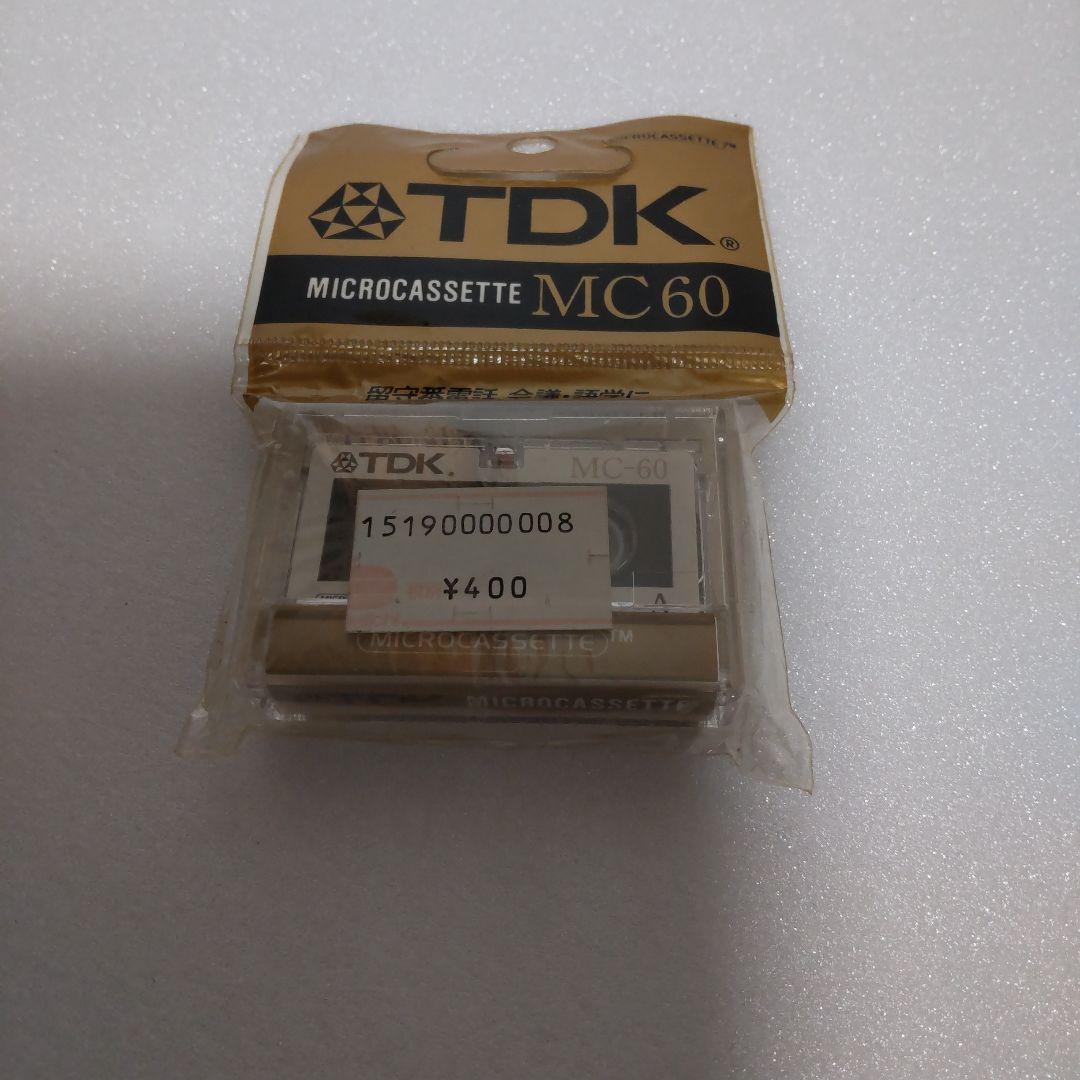 MICROCASSETTE™
TDK®
MICROCASSETTE MC60
留守番電話、会議・語学に
TDK. MC-60
15190000008
¥400
A
MICROCASSETTE™
MICROCASSETTE